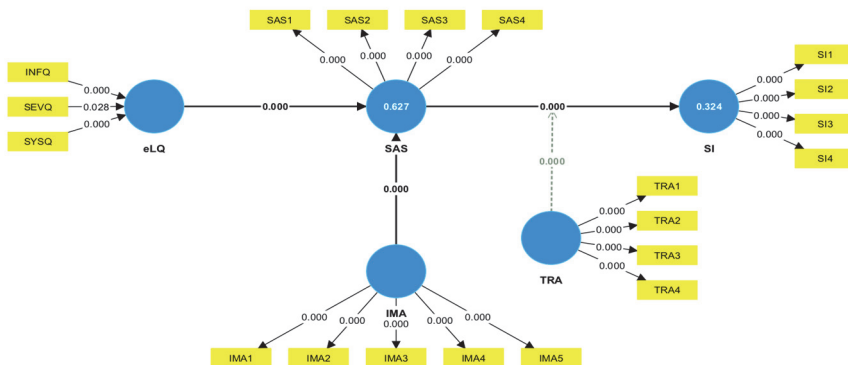 SAS1 SAS2 SAS3 SAS4
0.000 0.000 0.000 0.000
INFQ
SEVQ
SYSQ
0.000
0.028
0.000
eLQ
0.000
0.627
SAS
0.000
0.324
SI
0.000
0.000
0.000
0.000
SI1
SI2
SI3
SI4
0.000
0.000
TRA
0.000
0.000
0.000
0.000
TRA1
TRA2
TRA3
TRA4
IMA
0.000 0.000 0.000 0.000 0.000
IMA1 IMA2 IMA3 IMA4 IMA5